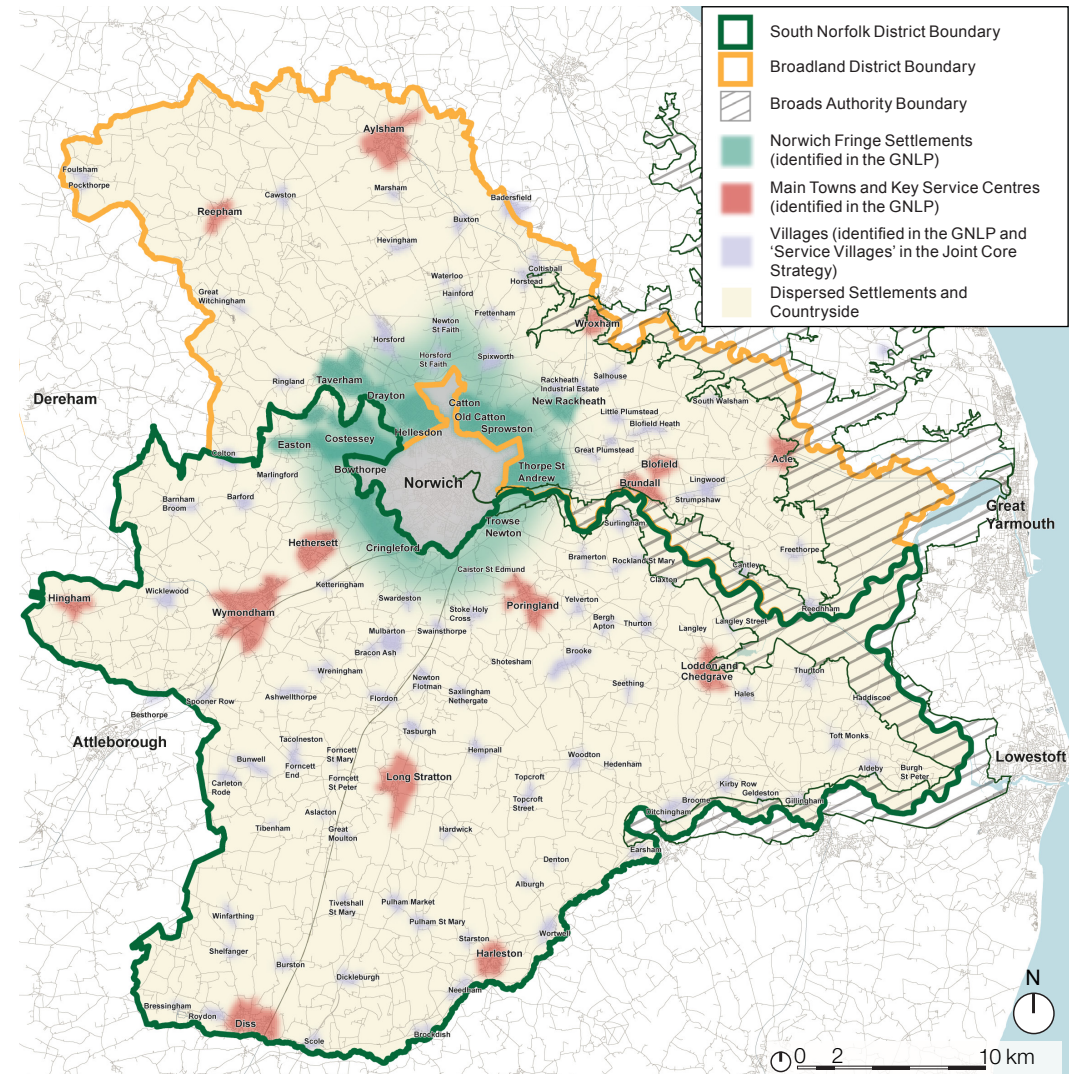 South Norfolk District Boundary
Broadland District Boundary
Broads Authority Boundary
Norwich Fringe Settlements
(identified in the GNLP)
Main Towns and Key Service Centres
(identified in the GNLP)
Villages (identified in the GNLP and
‘Service Villages’ in the Joint Core
Strategy)
Dispersed Settlements and
Countryside
Aylsham
Foulsham
Pockthorpe
Cawston
Marsham
Badersfield
Reepham
Buxton
Hevingham
Coltishall
Waterloo
Horstead
Great
Witchingham
Hainford
Frettenham
Newton
St Faith
Wroxham
Horsford
Horsford
St Faith
Spixworth
Ringland
Taverham
Rackheath
Industrial Estate
Salhouse
Dereham
Drayton
Catton
New Rackheath
South Walsham
Old Catton
Little Plumstead
Sprowston
Blofield Heath
Hellesdon
Costessey
Easton
Great Plumstead
Colton
Acle
Blofield
Bowthorpe
Thorpe St
Andrew
Marlingford
Norwich
Brundall
Lingwood
Barnham
Broom
Barford
Strumpshaw
Great
Yarmouth
Trowse
Newton
Surlingham
Hethersett
Cringleford
Freethorpe
Bramerton
Rockland St Mary
Cantley
Caistor St Edmund
Claxton
Ketteringham
Hingham
Wicklewood
Swardeston
Yelverton
Reedham
Wymondham
Poringland
Stoke Holy
Cross
Bergh
Apton
Thurton
Langley
Langley Street
Mulbarton
Swainsthorpe
Bracon Ash
Brooke
Shotesham
Loddon and
Chedgrave
Wreningham
Thurlton
Newton
Flotman
Seething
Saxlingham
Nethergate
Hales
Haddiscoe
Spooner Row
Ashwellthorpe
Flordon
Besthorpe
Attleborough
Tasburgh
Toft Monks
Tacolneston
Forncett
St Mary
Hempnall
Woodton
Lowestoft
Bunwell
Forncett
End
Hedenham
Aldeby
Burgh
St Peter
Long Stratton
Carleton
Rode
Forncett
St Peter
Topcroft
Kirby Row
Geldeston
Topcroft
Street
Broome
Gillingham
Ditchingham
Aslacton
Tibenham
Great
Moulton
Hardwick
Earsham
Denton
Alburgh
Tivetshall
St Mary
Pulham Market
Winfarthing
Pulham St Mary
Wortwell
Starston
Shelfanger
Harleston
Burston
Dickleburgh
Needham
Bressingham
Roydon
Diss
Scole
Brockdish
N
0 2 10 km